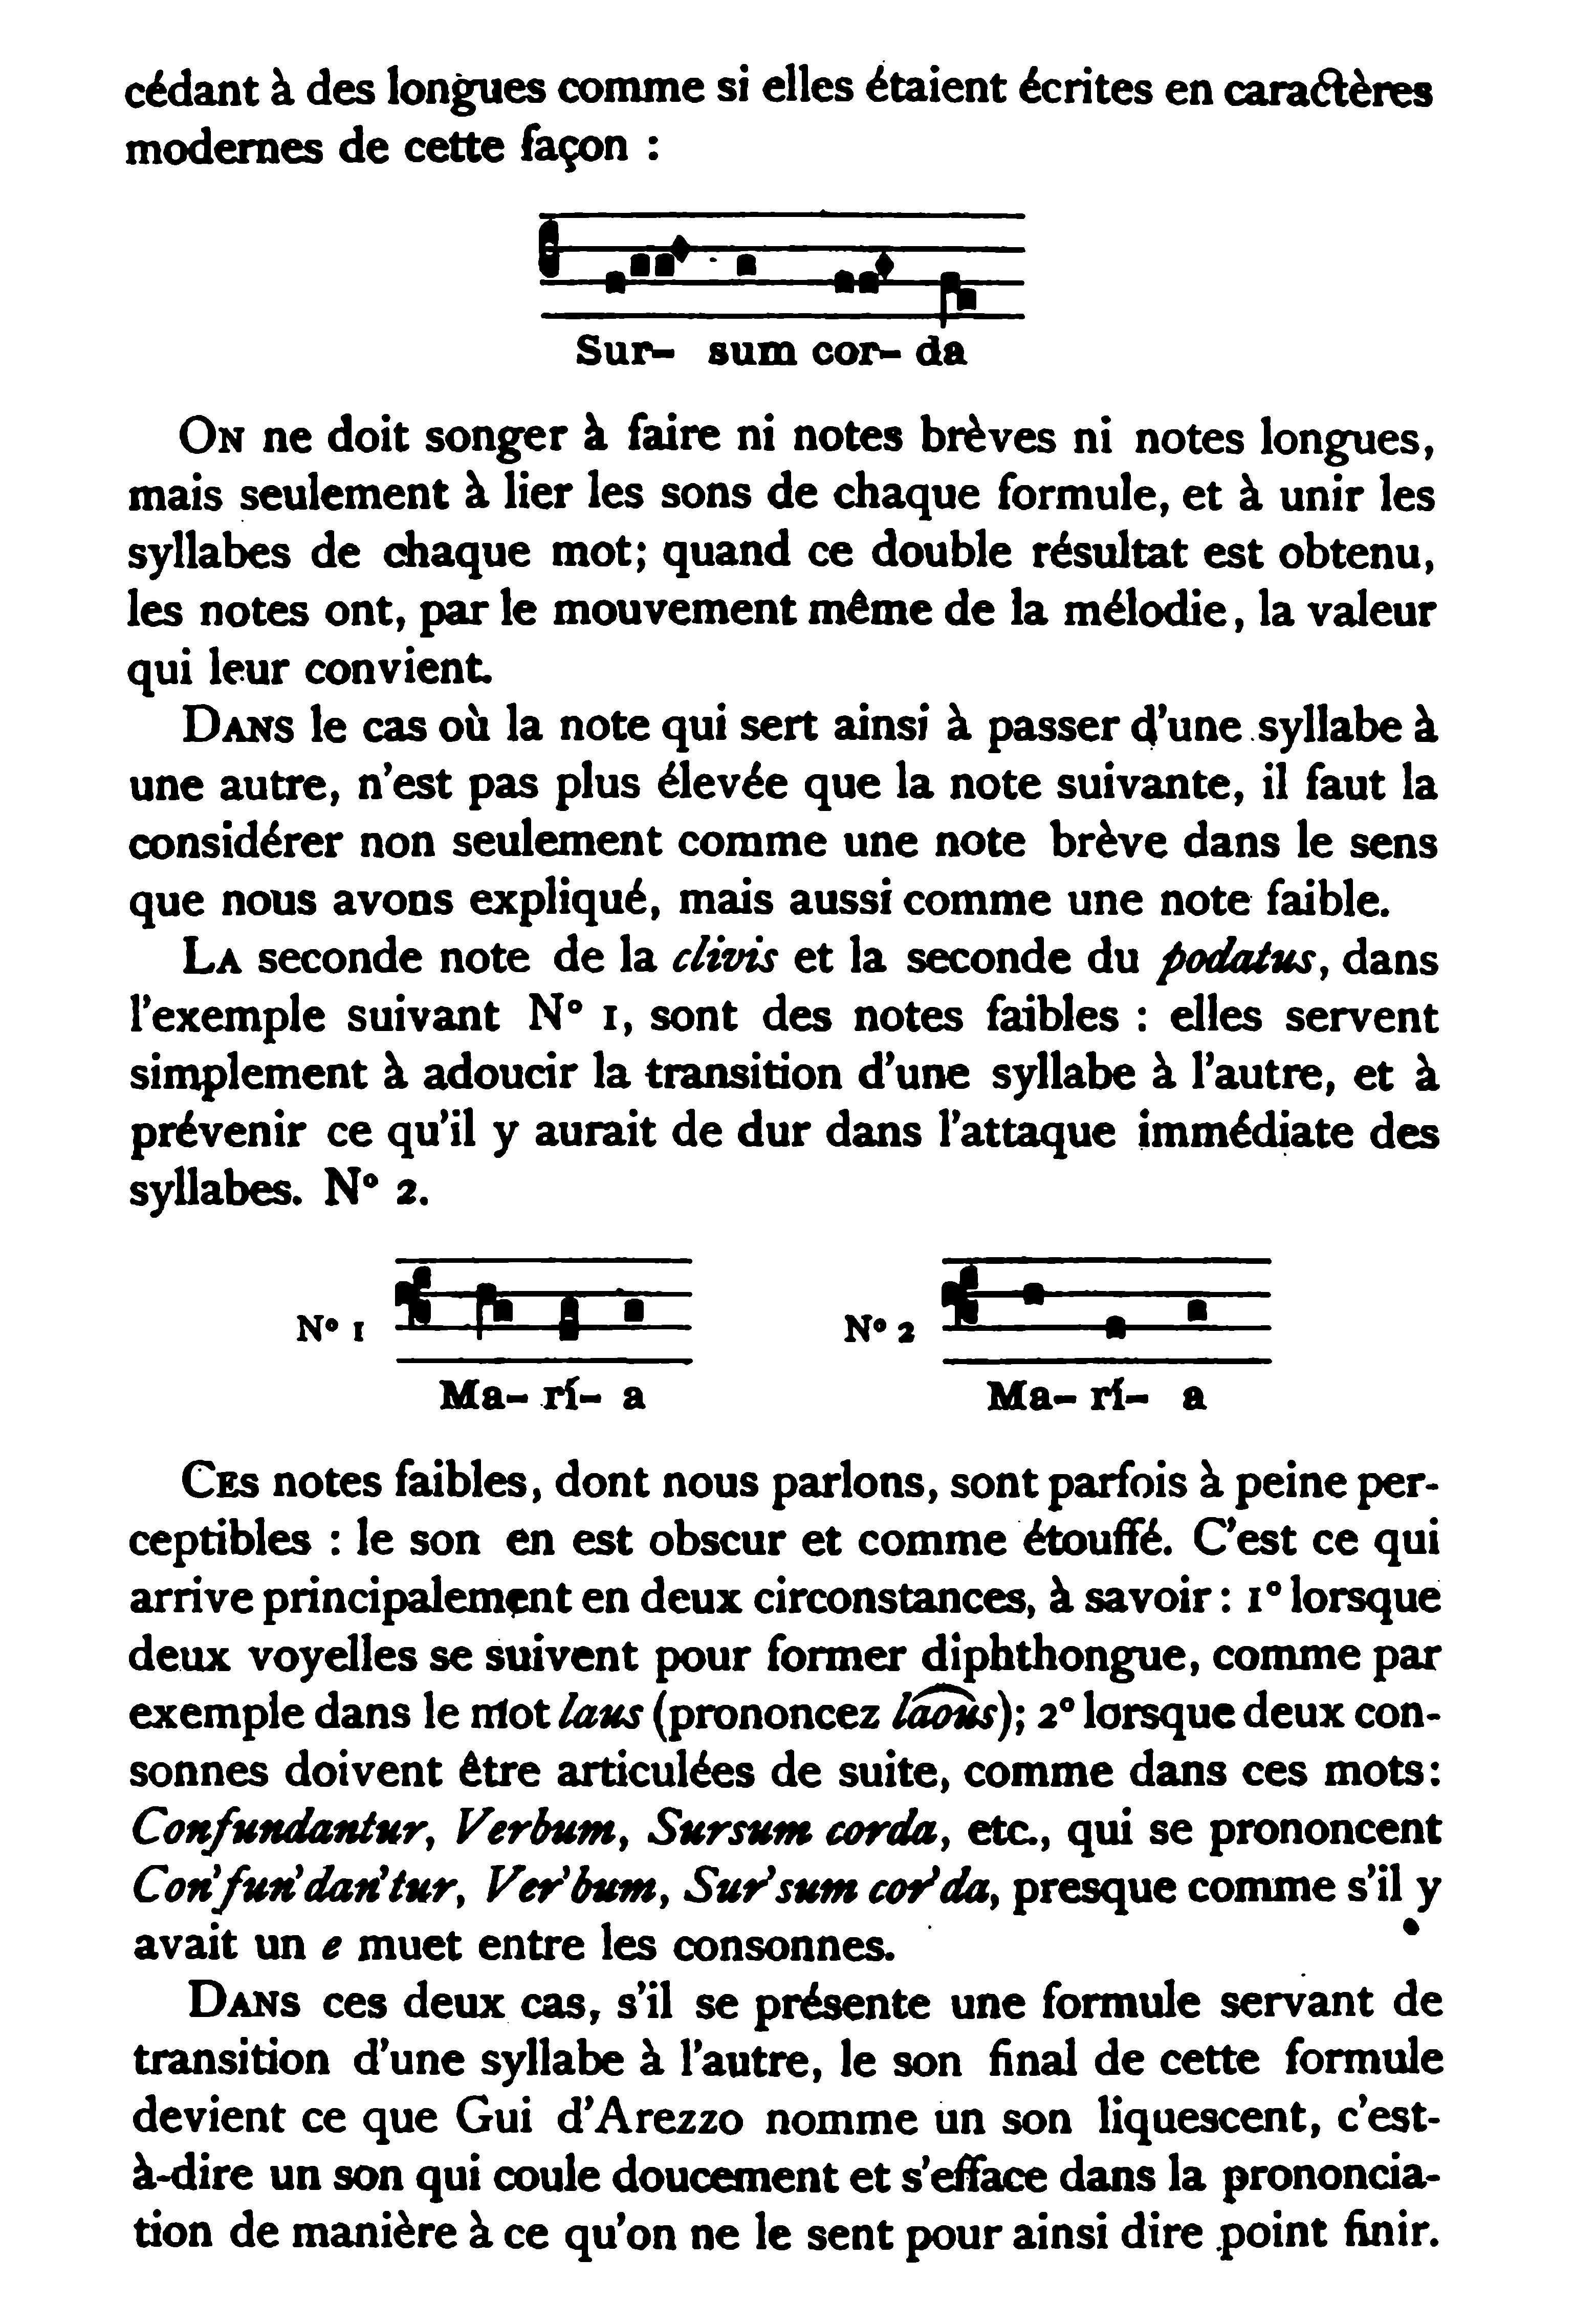 cédant à des longues comme si elles étaient écrites en caractères
modernes de cette façon :
Sur- sum cor- da
ON ne doit songer à faire ni notes brèves ni notes longues,
mais seulement à lier les sons de chaque formule, et à unir les
syllabes de chaque mot; quand ce double résultat est obtenu,
les notes ont, par le mouvement même de la mélodie, la valeur
qui leur convient.
DANS le cas où la note qui sert ainsi à passer d'une syllabe à
une autre, n'est pas plus élevée que la note suivante, il faut la
considérer non seulement comme une note brève dans le sens
que nous avons expliqué, mais aussi comme une note faible.
LA seconde note de la clivis et la seconde du podatus, dans
l'exemple suivant N° 1, sont des notes faibles : elles servent
simplement à adoucir la transition d'une syllabe à l'autre, et à
prévenir ce qu'il y aurait de dur dans l'attaque immédiate des
syllabes. N° 2.
N° 1 N° 2
Ma- rí- a Ma- rí- a
CES notes faibles, dont nous parlons, sont parfois à peine per-
ceptibles : le son en est obscur et comme étouffé. C'est ce qui
arrive principalement en deux circonstances, à savoir : 1° lorsque
deux voyelles se suivent pour former diphthongue, comme par
exemple dans le mot laus (prononcez laous); 2° lorsque deux con-
sonnes doivent être articulées de suite, comme dans ces mots:
Confundantur, Verbum, Sursum corda, etc., qui se prononcent
Con'fun'dan'tur, Ver'bum, Sur'sum cor'da, presque comme s'il y
avait un e muet entre les consonnes.
DANS ces deux cas, s'il se présente une formule servant de
transition d'une syllabe à l'autre, le son final de cette formule
devient ce que Gui d'Arezzo nomme un son liquescent, c'est-
à-dire un son qui coule doucement et s'efface dans la prononcia-
tion de manière à ce qu'on ne le sent pour ainsi dire point finir.